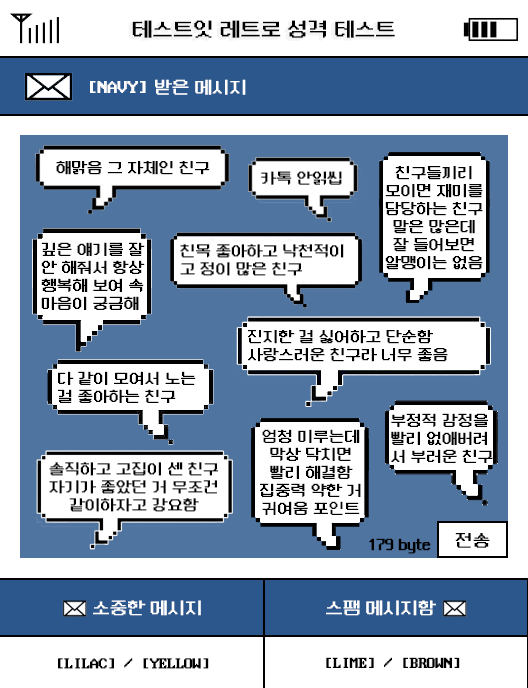 테스트잇 레트로 성격 테스트
[NAVY] 받은 메시지
해맑음 그 자체인 친구
카톡 안읽씹
친구들끼리
모이면 재미를
담당하는 친구
말은 많은데
잘 들어보면
알맹이는 없음
깊은 얘기를 잘
안 해줘서 항상
행복해 보여 속
마음이 궁금해
친목 좋아하고 낙천적이
고 정이 많은 친구
진지한 걸 싫어하고 단순함
사랑스러운 친구라 너무 좋음
다 같이 모여서 노는
걸 좋아하는 친구
부정적 감정을
빨리 없애버려
서 부러운 친구
엄청 미루는데
막상 닥치면
빨리 해결함
집중력 약한 거
귀여움 포인트
솔직하고 고집이 센 친구
자기가 좋았던 거 무조건
같이하자고 강요함
179 byte
전송
소중한 메시지
스팸 메시지함
[LILAC] / [YELLOW]
[LIME] / [BROWN]